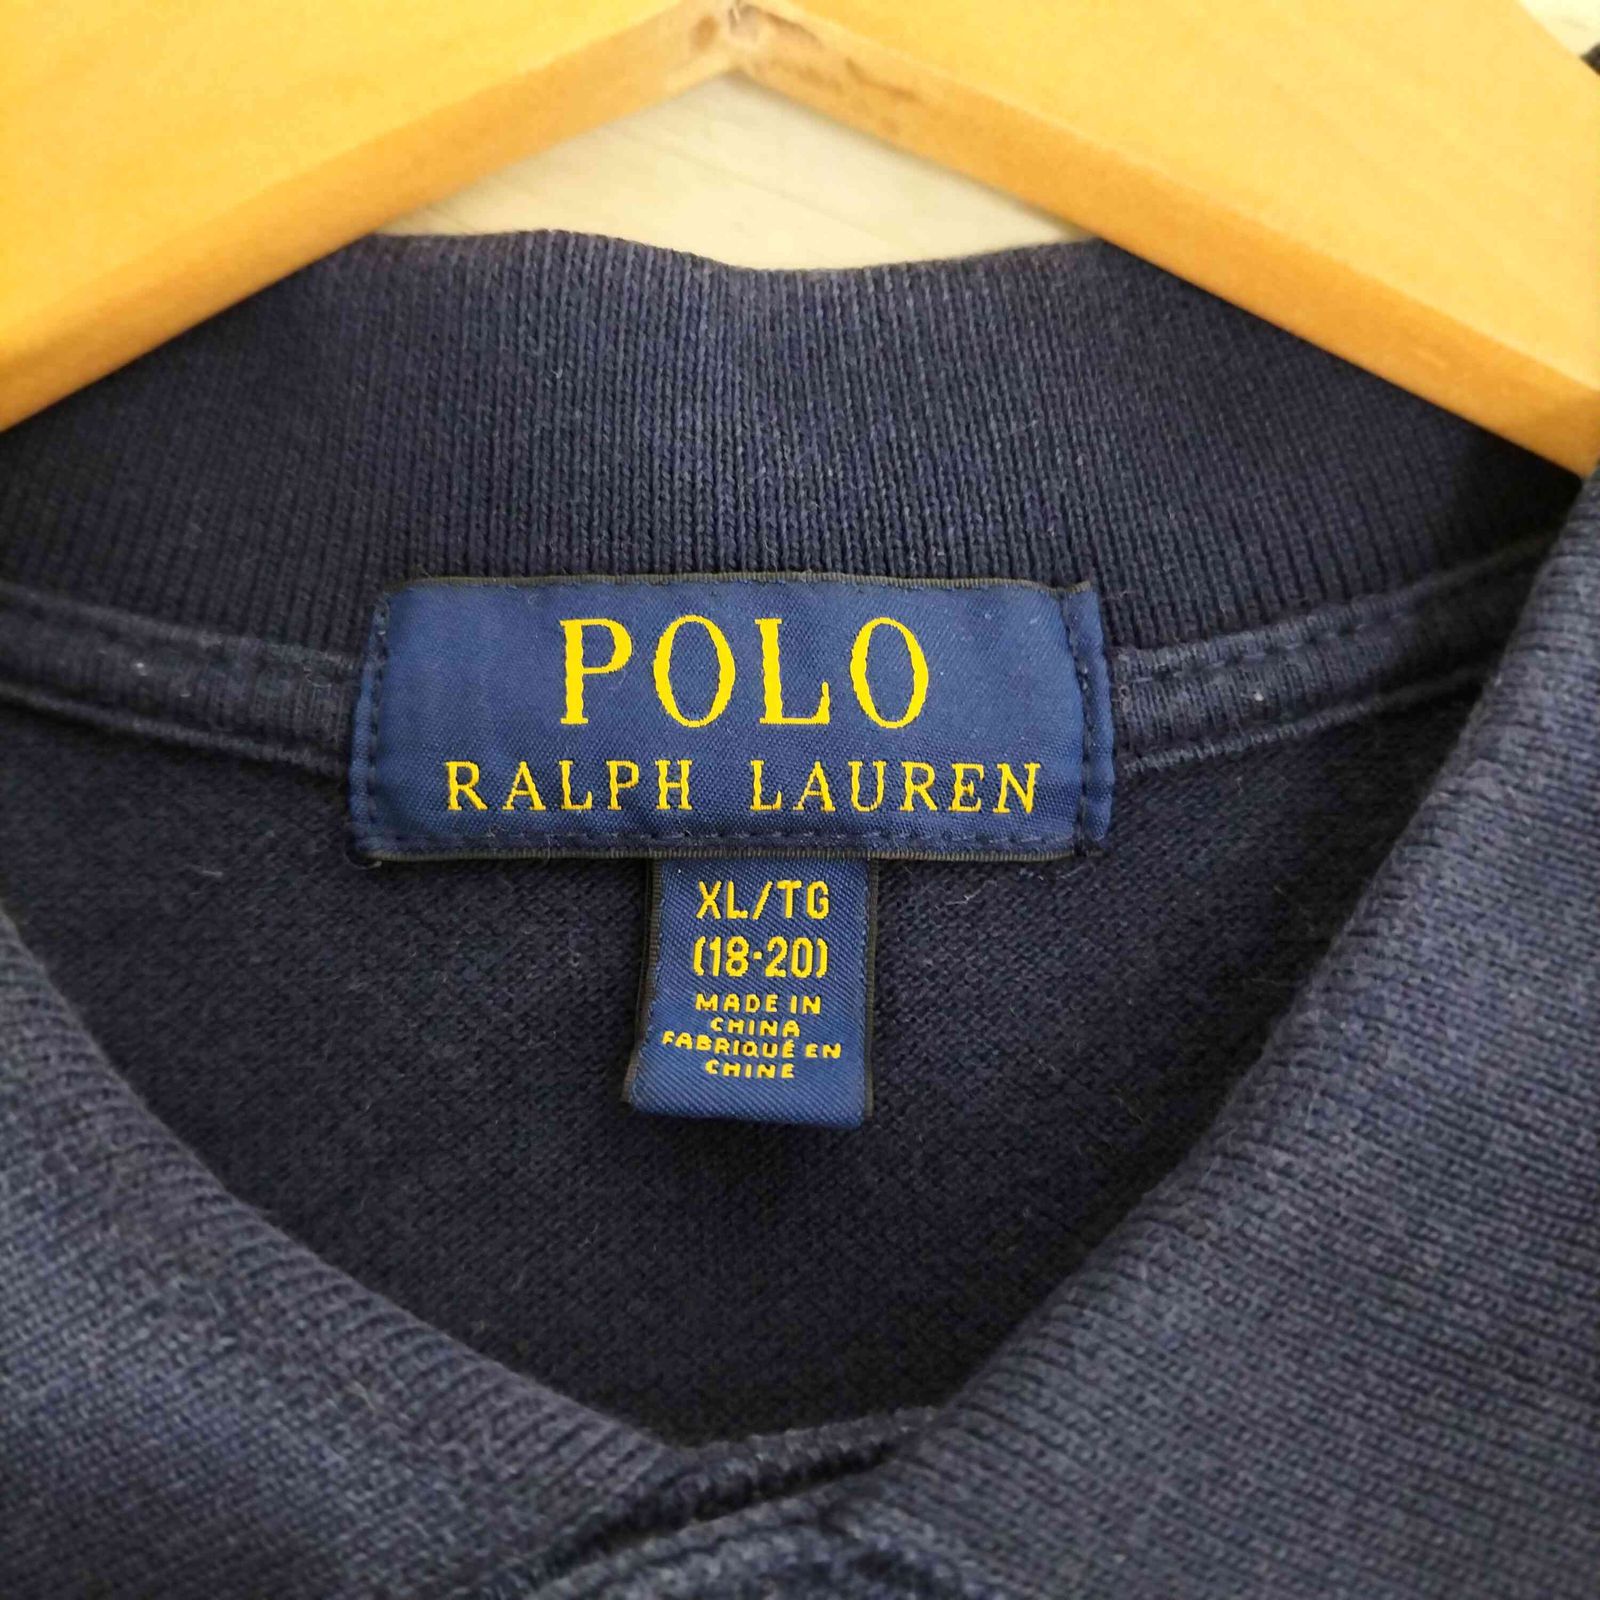 POLO
RALPH LAUREN
XL/TG
(18-20)
MADE IN
CHINA
FABRIQUÉ EN
CHINE